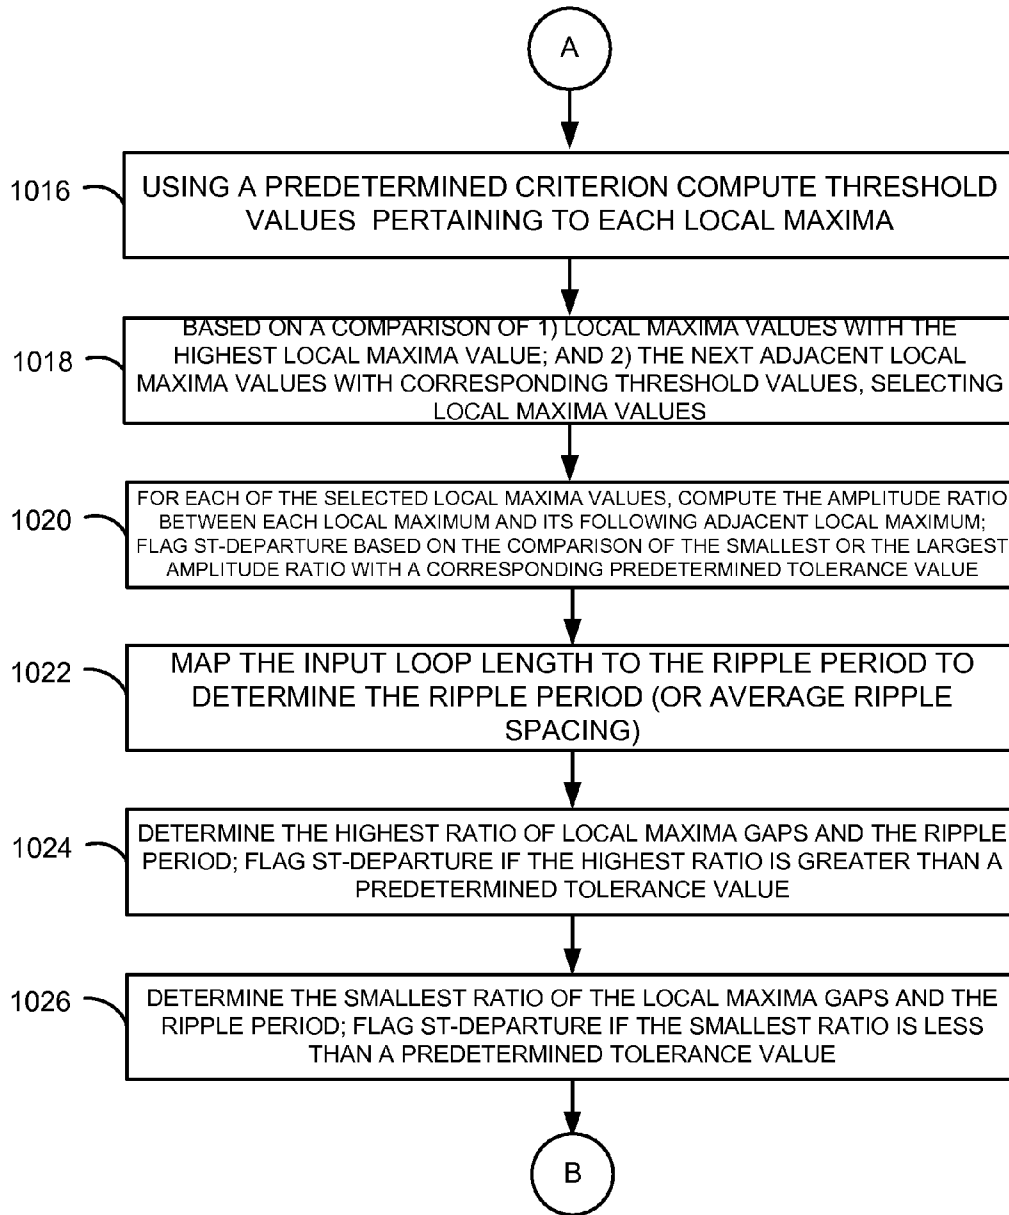 A
1016
USING A PREDETERMINED CRITERION COMPUTE THRESHOLD
VALUES PERTAINING TO EACH LOCAL MAXIMA
1018
BASED ON A COMPARISON OF 1) LOCAL MAXIMA VALUES WITH THE
HIGHEST LOCAL MAXIMA VALUE; AND 2) THE NEXT ADJACENT LOCAL
MAXIMA VALUES WITH CORRESPONDING THRESHOLD VALUES, SELECTING
LOCAL MAXIMA VALUES
1020
FOR EACH OF THE SELECTED LOCAL MAXIMA VALUES, COMPUTE THE AMPLITUDE RATIO
BETWEEN EACH LOCAL MAXIMUM AND ITS FOLLOWING ADJACENT LOCAL MAXIMUM;
FLAG ST-DEPARTURE BASED ON THE COMPARISON OF THE SMALLEST OR THE LARGEST
AMPLITUDE RATIO WITH A CORRESPONDING PREDETERMINED TOLERANCE VALUE
1022
MAP THE INPUT LOOP LENGTH TO THE RIPPLE PERIOD TO
DETERMINE THE RIPPLE PERIOD (OR AVERAGE RIPPLE
SPACING)
1024
DETERMINE THE HIGHEST RATIO OF LOCAL MAXIMA GAPS AND THE RIPPLE
PERIOD; FLAG ST-DEPARTURE IF THE HIGHEST RATIO IS GREATER THAN A
PREDETERMINED TOLERANCE VALUE
1026
DETERMINE THE SMALLEST RATIO OF THE LOCAL MAXIMA GAPS AND THE
RIPPLE PERIOD; FLAG ST-DEPARTURE IF THE SMALLEST RATIO IS LESS
THAN A PREDETERMINED TOLERANCE VALUE
B